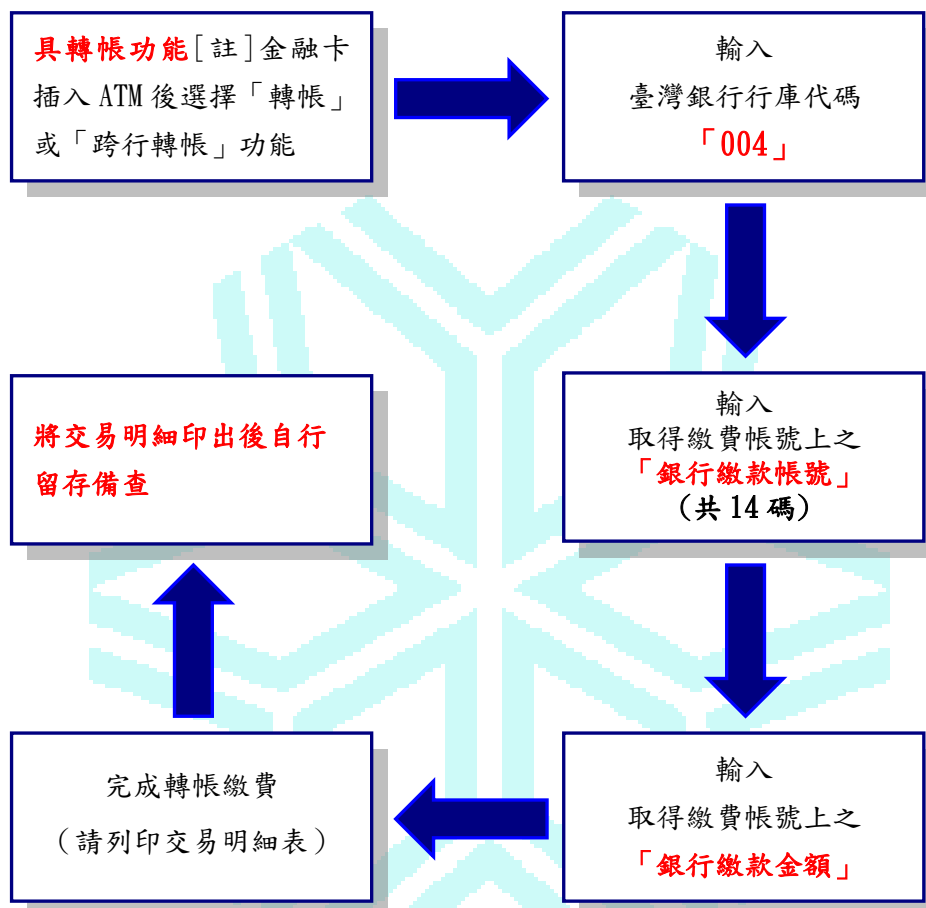 具轉帳功能[註]金融卡
插入 ATM 後選擇「轉帳」
或「跨行轉帳」功能
輸入
臺灣銀行行庫代碼
「004」
輸入
取得繳費帳號上之
「銀行繳款帳號」
(共 14 碼)
輸入
取得繳費帳號上之
「銀行繳款金額」
完成轉帳繳費
(請列印交易明細表)
將交易明細印出後自行
留存備查